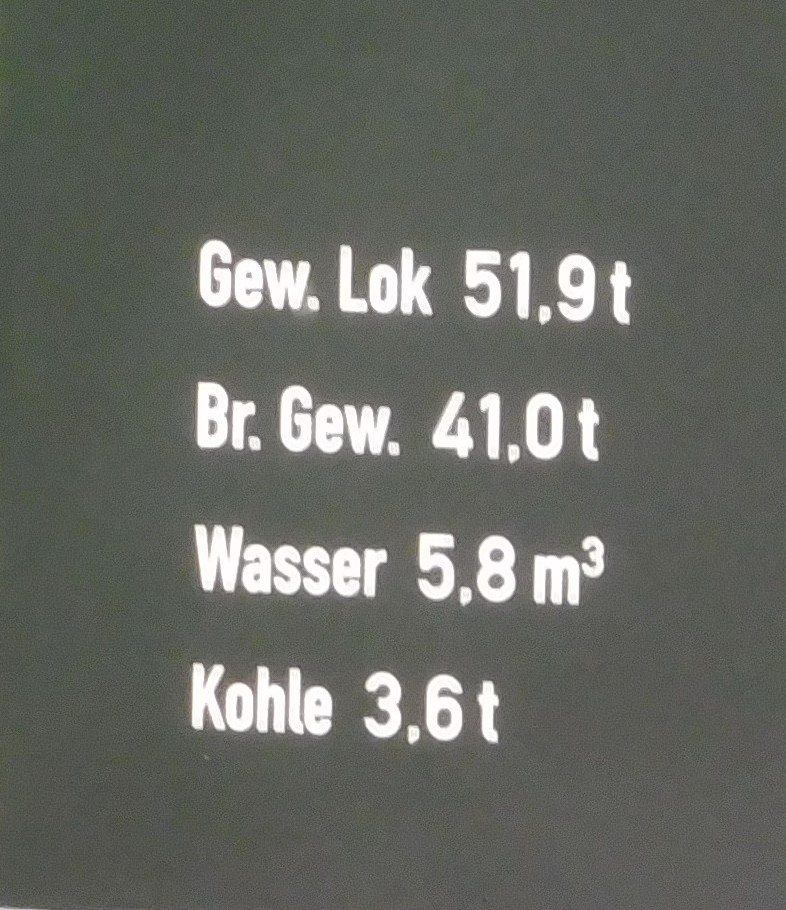 Gew. Lok 51,9 t
Br. Gew. 41,0 t
Wasser 5,8 m³
Kohle 3,6 t